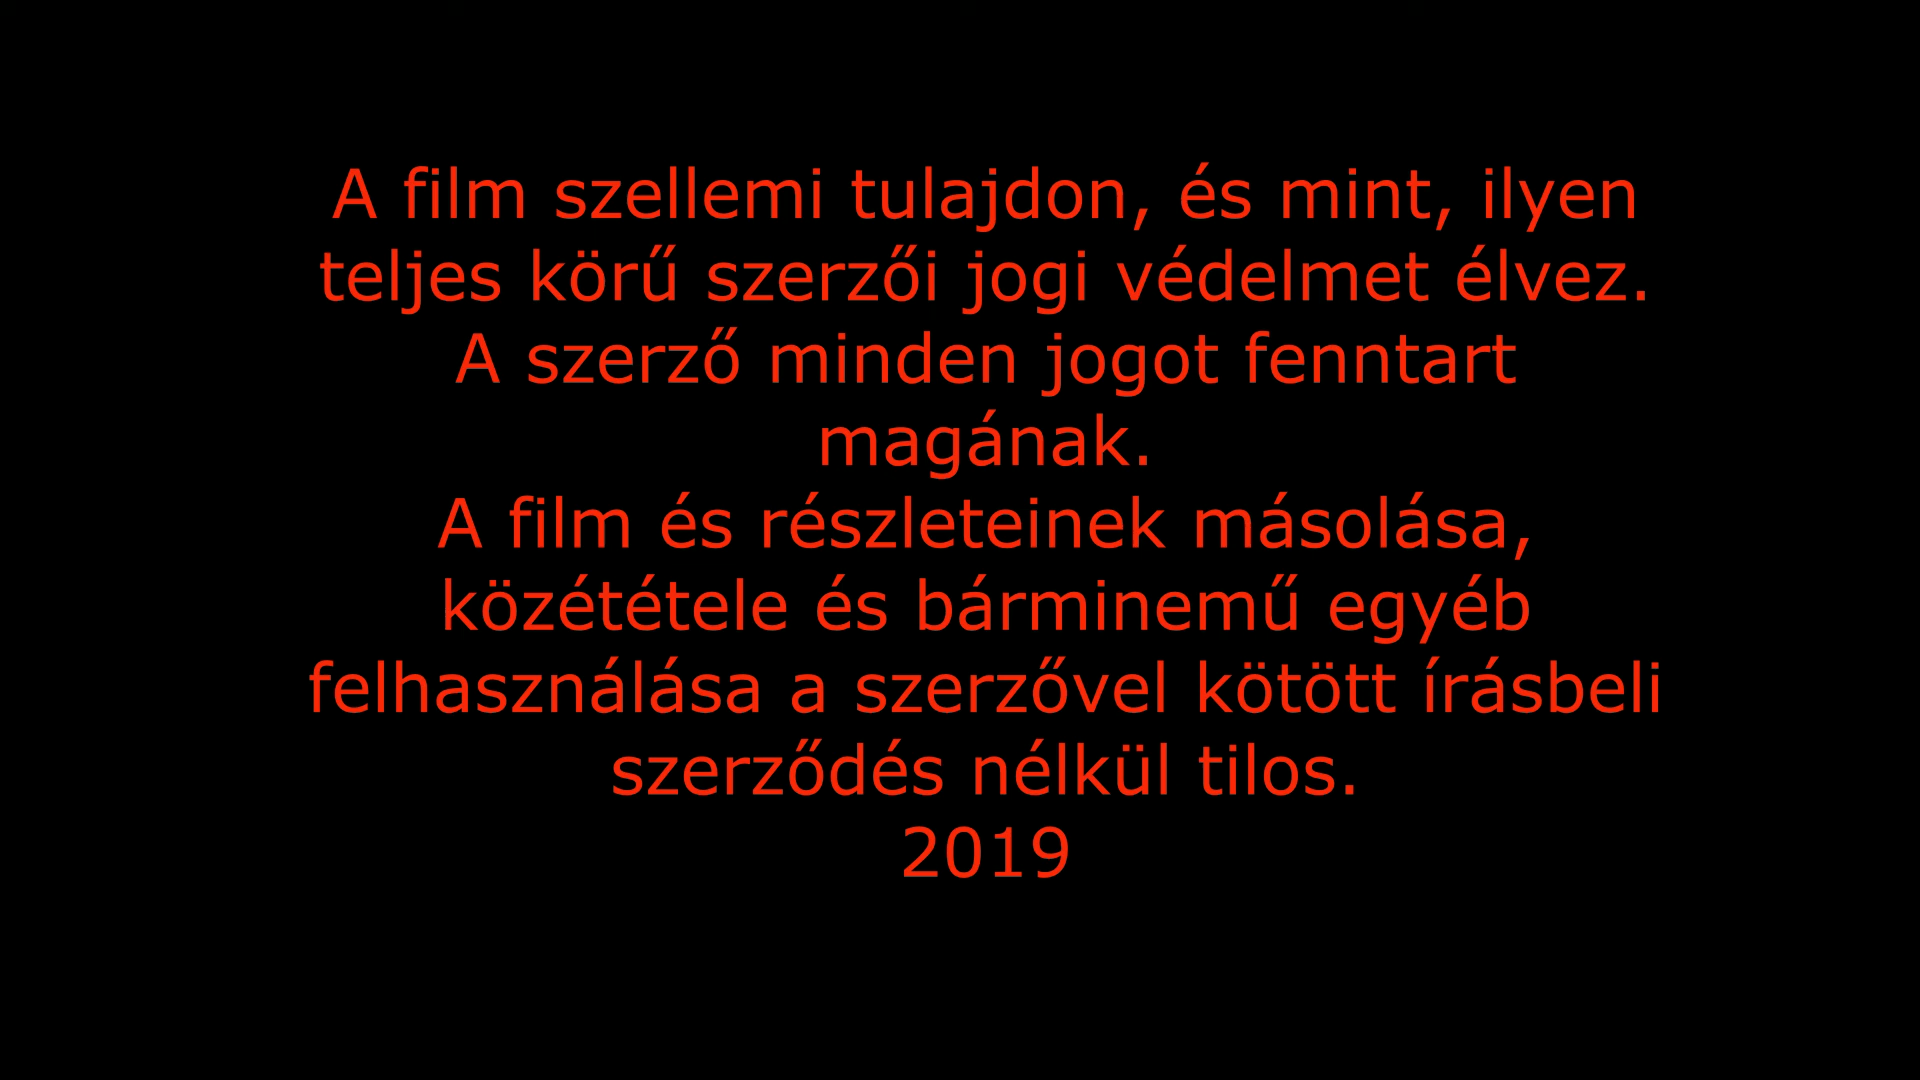 A film szellemi tulajdon, és mint, ilyen
teljes körű szerzői jogi védelmet élvez.
A szerző minden jogot fenntart
magának.
A film és részleteinek másolása,
közététele és bárminemű egyéb
felhasználása a szerzővel kötött írásbeli
szerződés nélkül tilos.
2019